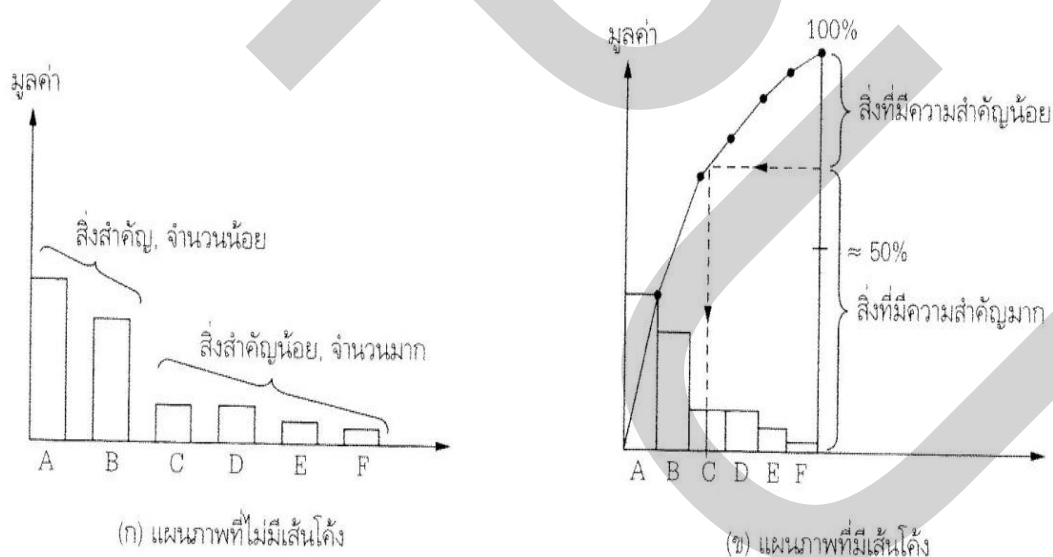 มูลค่า
สิ่งสำคัญ, จำนวนน้อย
สิ่งสำคัญน้อย, จำนวนมาก
A B C D E F
(ก) แผนภาพที่ไม่มีเส้นโค้ง
มูลค่า
100%
สิ่งที่มีความสำคัญน้อย
≈ 50%
สิ่งที่มีความสำคัญมาก
A B C D E F
(ข) แผนภาพที่มีเส้นโค้ง